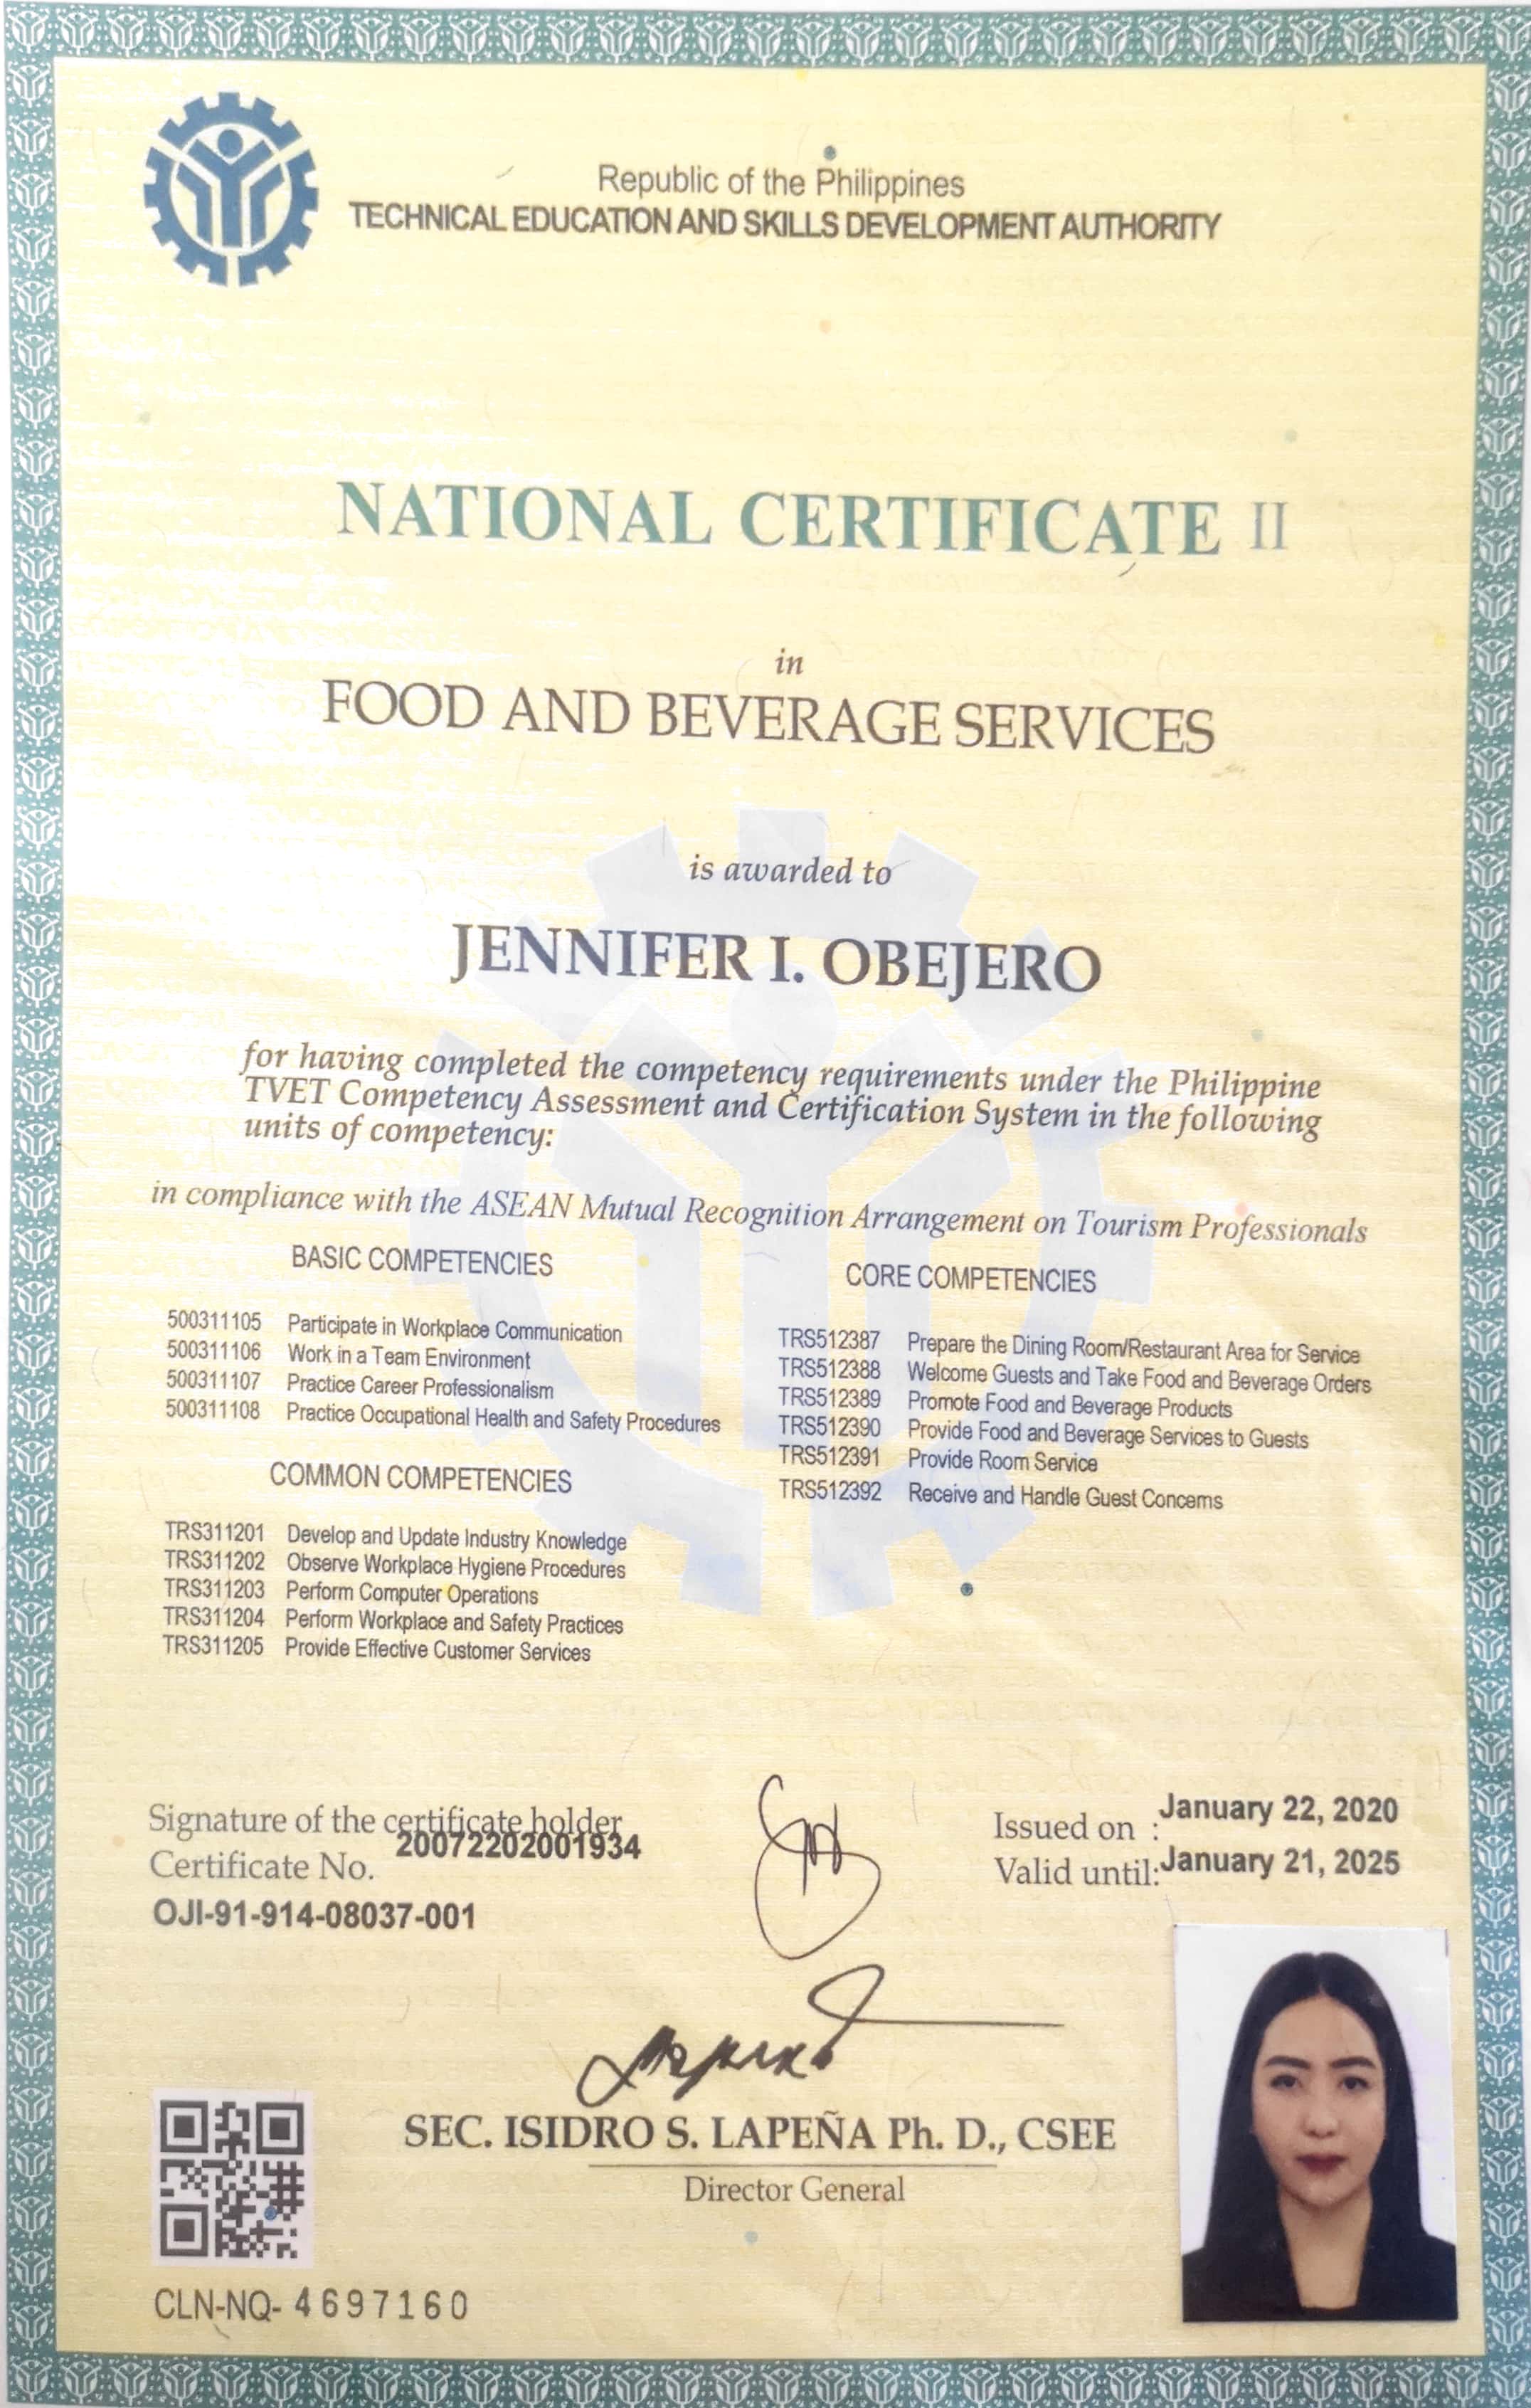 Republic of the Philippines
TECHNICAL EDUCATION AND SKILLS DEVELOPMENT AUTHORITY
NATIONAL CERTIFICATE II
in
FOOD AND BEVERAGE SERVICES
is awarded to
JENNIFER I. OBEJERO
for having completed the competency requirements under the Philippine
TVET Competency Assessment and Certification System in the following
units of competency:
in compliance with the ASEAN Mutual Recognition Arrangement on Tourism Professionals
BASIC COMPETENCIES
500311105 Participate in Workplace Communication
500311106 Work in a Team Environment
500311107 Practice Career Professionalism
500311108 Practice Occupational Health and Safety Procedures
COMMON COMPETENCIES
TRS311201 Develop and Update Industry Knowledge
TRS311202 Observe Workplace Hygiene Procedures
TRS311203 Perform Computer Operations
TRS311204 Perform Workplace and Safety Practices
TRS311205 Provide Effective Customer Services
CORE COMPETENCIES
TRS512387 Prepare the Dining Room/Restaurant Area for Service
TRS512388 Welcome Guests and Take Food and Beverage Orders
TRS512389 Promote Food and Beverage Products
TRS512390 Provide Food and Beverage Services to Guests
TRS512391 Provide Room Service
TRS512392 Receive and Handle Guest Concerns
Signature of the certificate holder
Certificate No. 20072202001934
OJI-91-914-08037-001
Issued on : January 22, 2020
Valid until: January 21, 2025
SEC. ISIDRO S. LAPEÑA Ph. D., CSEE
Director General
CLN-NQ- 4697160